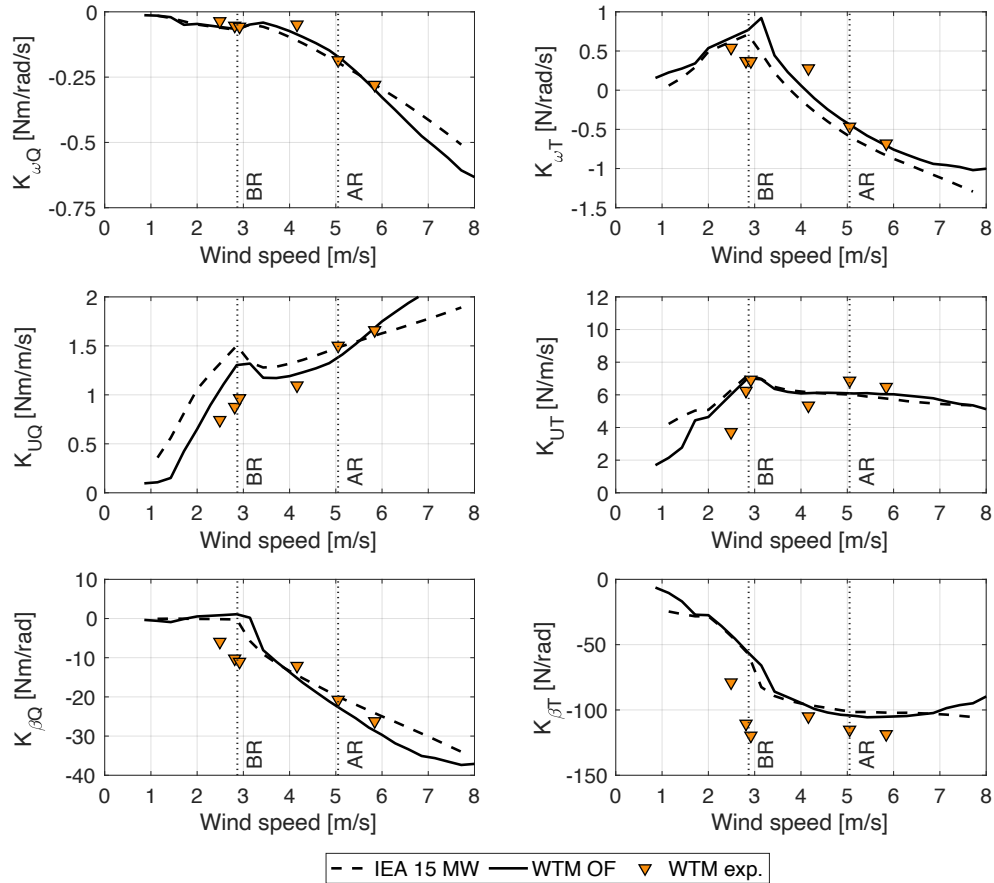 K_ωQ [Nm/rad/s]
0
-0.25
-0.5
-0.75
BR
AR
0 1 2 3 4 5 6 7 8
Wind speed [m/s]
K_ωT [N/rad/s]
1
0.5
0
-0.5
-1
-1.5
BR
AR
0 1 2 3 4 5 6 7 8
Wind speed [m/s]
K_UQ [Nm/m/s]
2
1.5
1
0.5
0
BR
AR
0 1 2 3 4 5 6 7 8
Wind speed [m/s]
K_UT [N/m/s]
12
10
8
6
4
2
0
BR
AR
0 1 2 3 4 5 6 7 8
Wind speed [m/s]
K_βQ [Nm/rad]
10
0
-10
-20
-30
-40
BR
AR
0 1 2 3 4 5 6 7 8
Wind speed [m/s]
K_βT [N/rad]
0
-50
-100
-150
BR
AR
0 1 2 3 4 5 6 7 8
Wind speed [m/s]
IEA 15 MW WTM OF WTM exp.